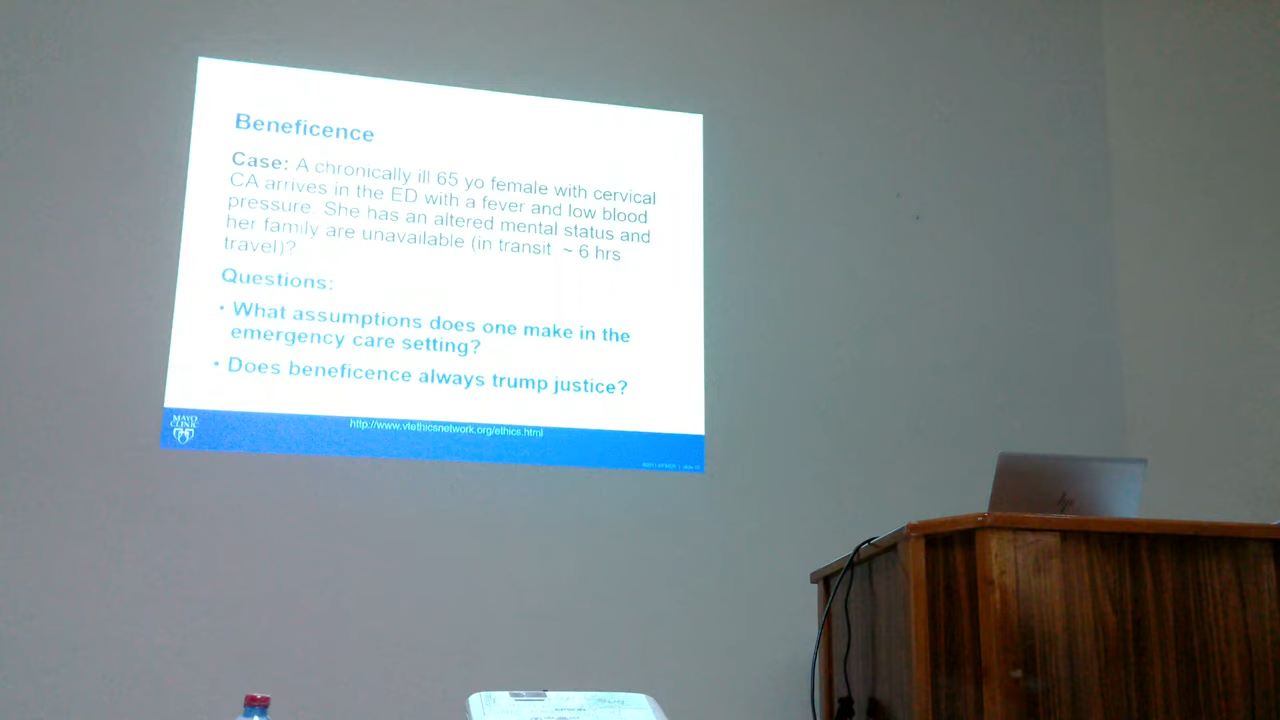 Beneficence
Case: A chronically ill 65 yo female with cervical
CA arrives in the ED with a fever and low blood
pressure. She has an altered mental status and
her family are unavailable (in transit ~ 6 hrs
travel)?
Questions:
• What assumptions does one make in the
emergency care setting?
• Does beneficence always trump justice?
MAYO
CLINIC
http://www.vtethicsnetwork.org/ethics.html
hp